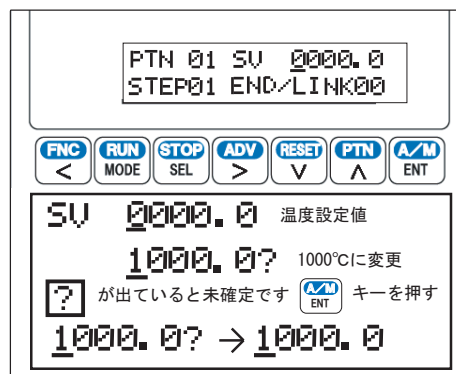 PTN 01 SV 0000.0
STEP01 END/LINK00
FNC RUN STOP ADV RESET PTN A/M
< MODE SEL > ∨ ∧ ENT
SV 0000.0 温度設定値
1000.0? 1000℃に変更
? が出ていると未確定です A/M ENT キーを押す
1000.0? → 1000.0